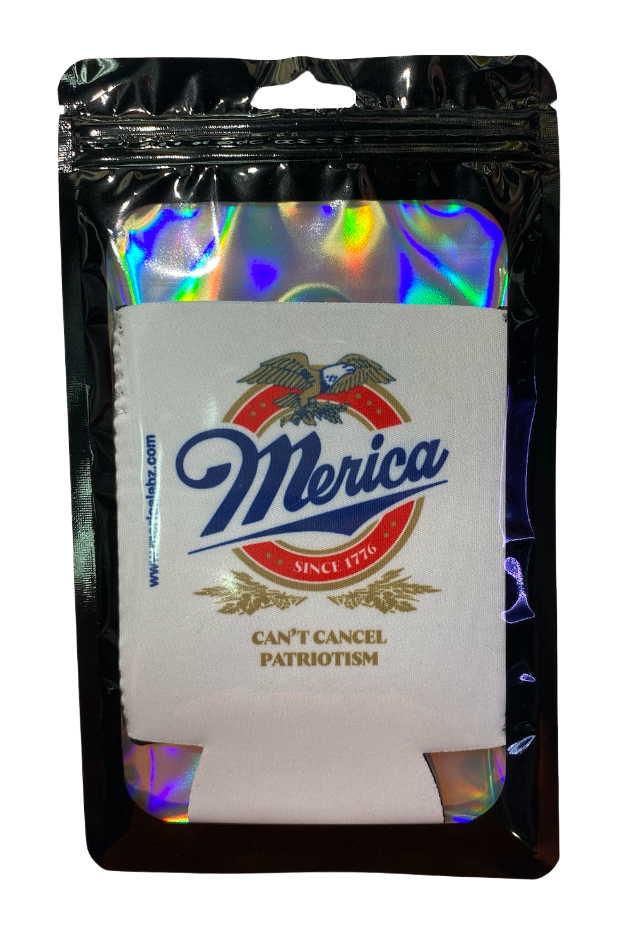 Merica
SINCE 1776
CAN'T CANCEL
PATRIOTISM